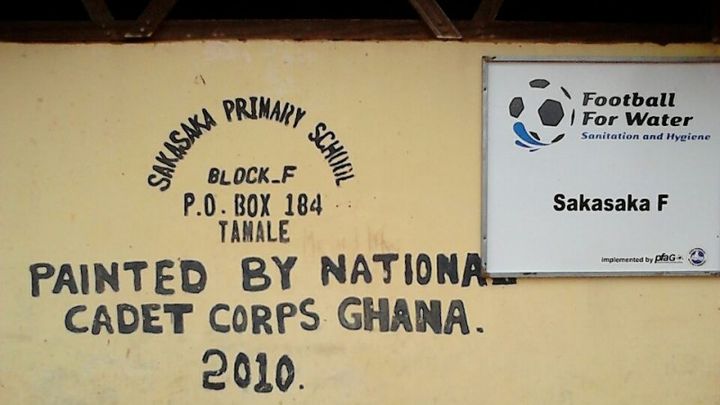 SAKASAKA PRIMARY SCHOOL
BLOCK_F
P.O. BOX 184
TAMALE
PAINTED BY NATIONAL
CADET CORPS GHANA.
2010.
Football
For Water
Sanitation and Hygiene
Sakasaka F
implemented by pfaG